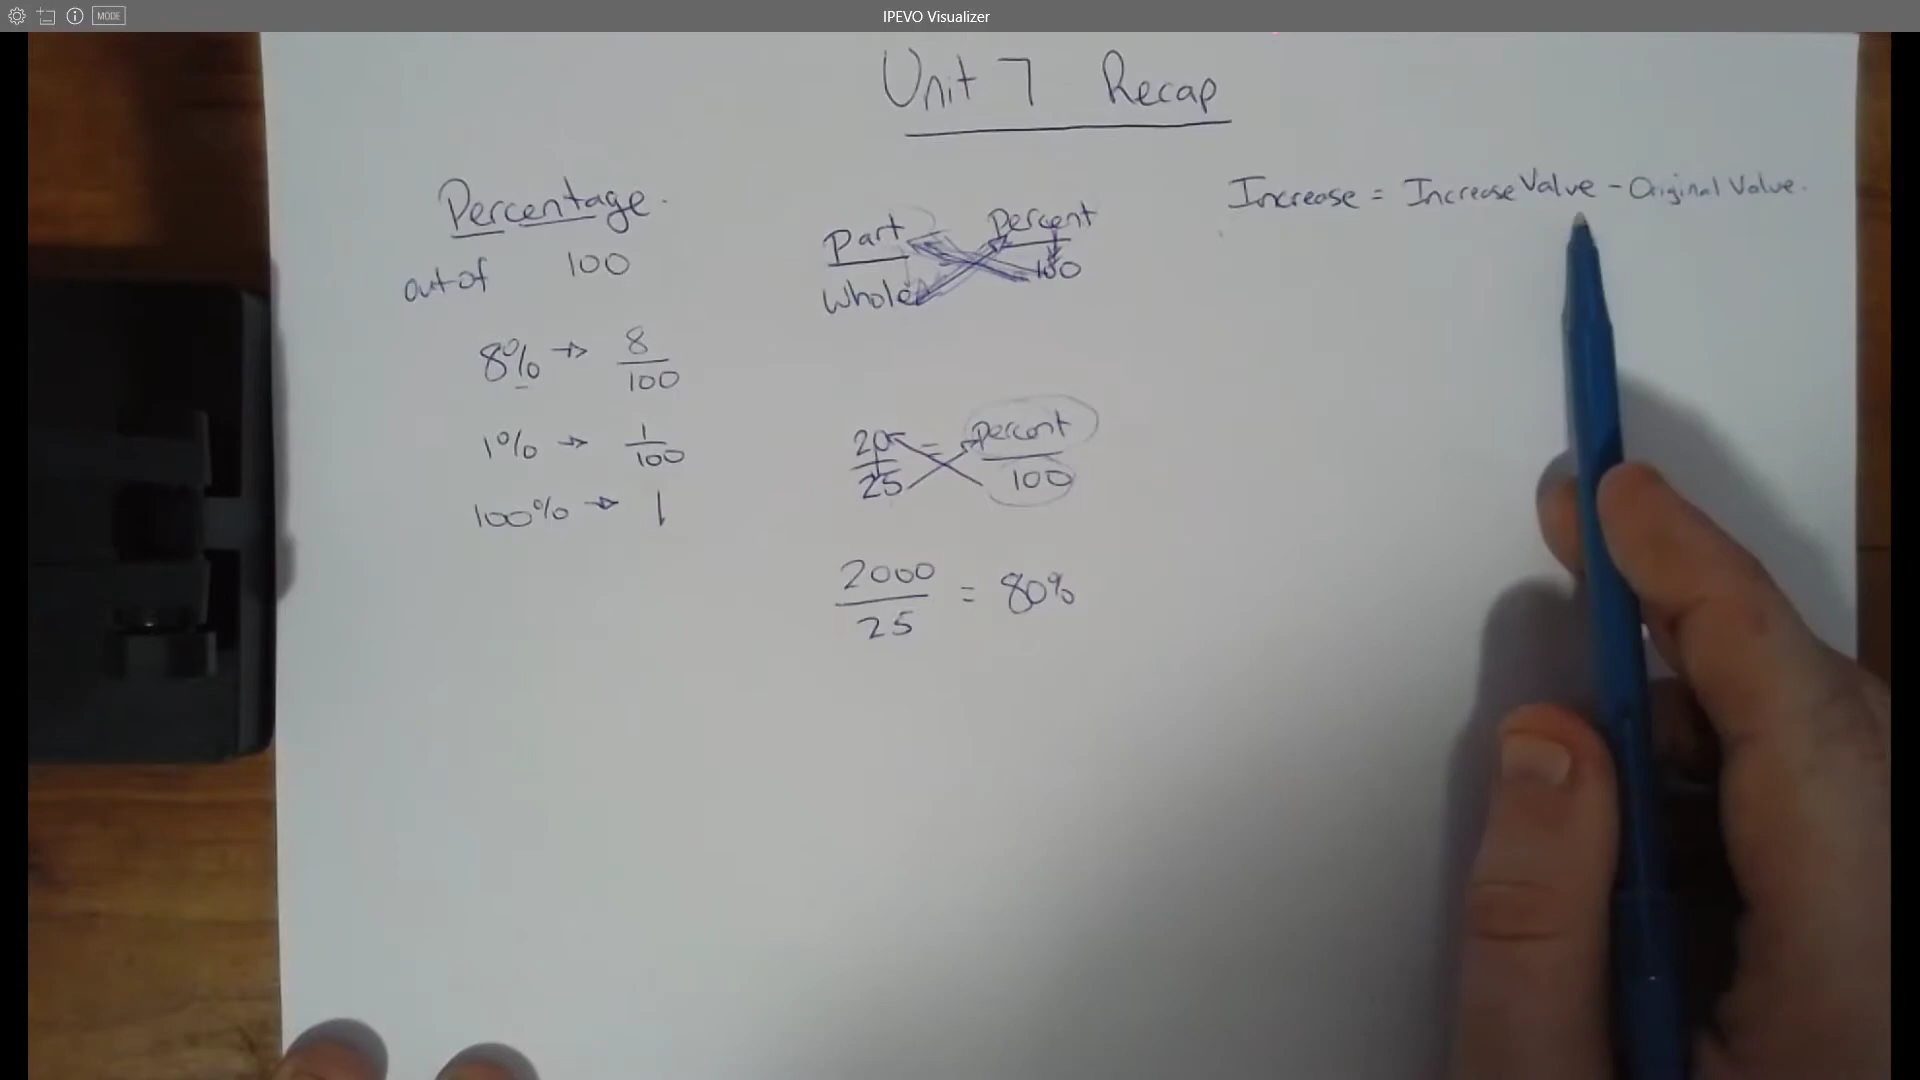 MODE
IPEVO Visualizer
Unit 7 Recap
Percentage.
out of 100
8% → 8/100
1% → 1/100
100% → 1
Part Percent
Whole 100
20 = percent
25 100
2000/25 = 80%
Increase = Increase Value - Original Value.